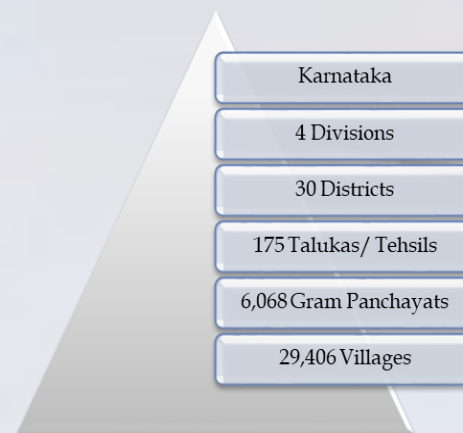 Karnataka
4 Divisions
30 Districts
175 Talukas/ Tehsils
6,068 Gram Panchayats
29,406 Villages